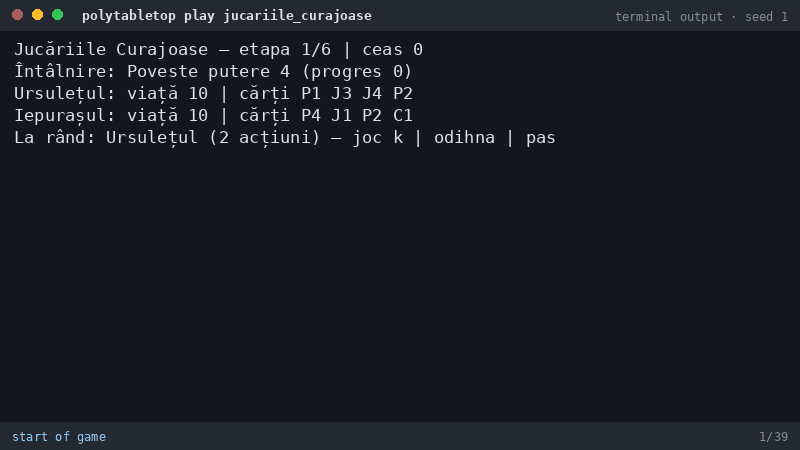 polytabletop play jucariile_curajoase
terminal output · seed 1
Jucăriile Curajoase — etapa 1/6 | ceas 0
Întâlnire: Poveste putere 4 (progres 0)
Ursulețul: viață 10 | cărți P1 J3 J4 P2
Iepurașul: viață 10 | cărți P4 J1 P2 C1
La rând: Ursulețul (2 acțiuni) — joc k | odihna | pas
start of game
1/39